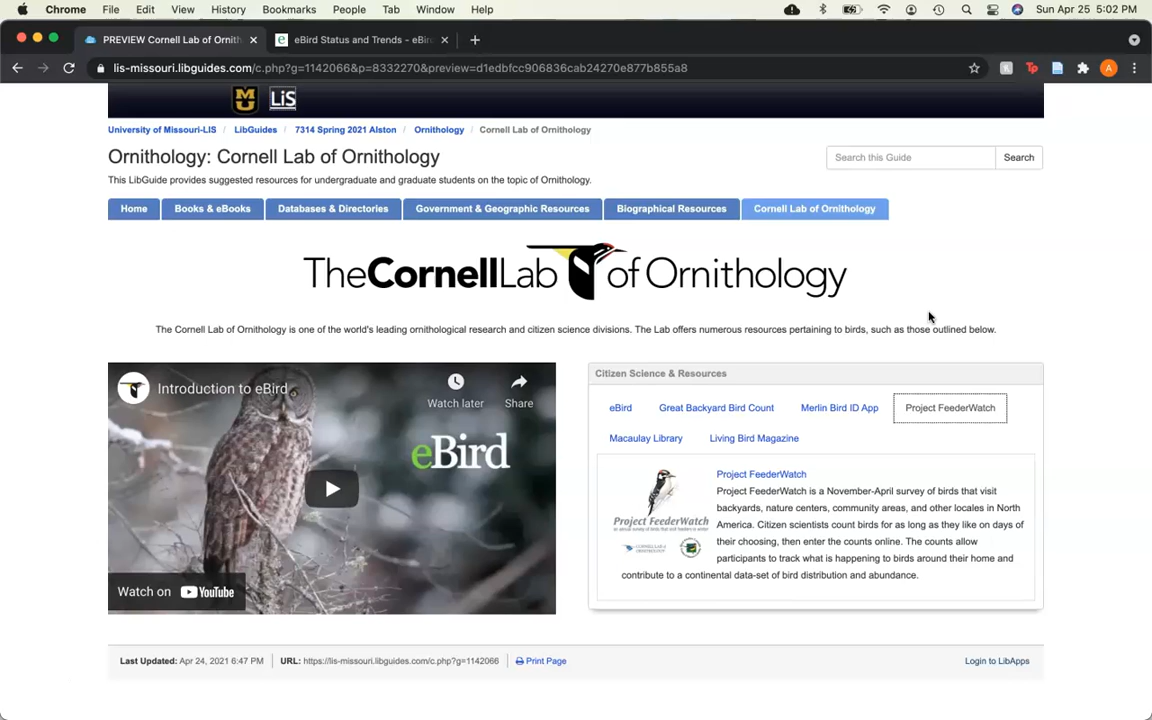 Chrome File Edit View History Bookmarks People Tab Window Help Sun Apr 25 5:02 PM
PREVIEW Cornell Lab of Ornith eBird Status and Trends - eBir
lis-missouri.libguides.com/c.php?g=1142066&p=8332270&preview=d1edbfcc906836cab24270e877b855a8
MU LiS
University of Missouri-LIS / LibGuides / 7314 Spring 2021 Alston / Ornithology / Cornell Lab of Ornithology
Ornithology: Cornell Lab of Ornithology
Search this Guide Search
This LibGuide provides suggested resources for undergraduate and graduate students on the topic of Ornithology.
Home Books & eBooks Databases & Directories Government & Geographic Resources Biographical Resources Cornell Lab of Ornithology
TheCornellLab of Ornithology
The Cornell Lab of Ornithology is one of the world's leading ornithological research and citizen science divisions. The Lab offers numerous resources pertaining to birds, such as those outlined below.
Introduction to eBird
Watch later Share
eBird
Watch on YouTube
Citizen Science & Resources
eBird Great Backyard Bird Count Merlin Bird ID App Project FeederWatch
Macaulay Library Living Bird Magazine
Project FeederWatch
Project FeederWatch
Project FeederWatch is a November-April survey of birds that visit
backyards, nature centers, community areas, and other locales in North
America. Citizen scientists count birds for as long as they like on days of
their choosing, then enter the counts online. The counts allow
participants to track what is happening to birds around their home and
contribute to a continental data-set of bird distribution and abundance.
Last Updated: Apr 24, 2021 6:47 PM URL: https://lis-missouri.libguides.com/c.php?g=1142066 Print Page Login to LibApps